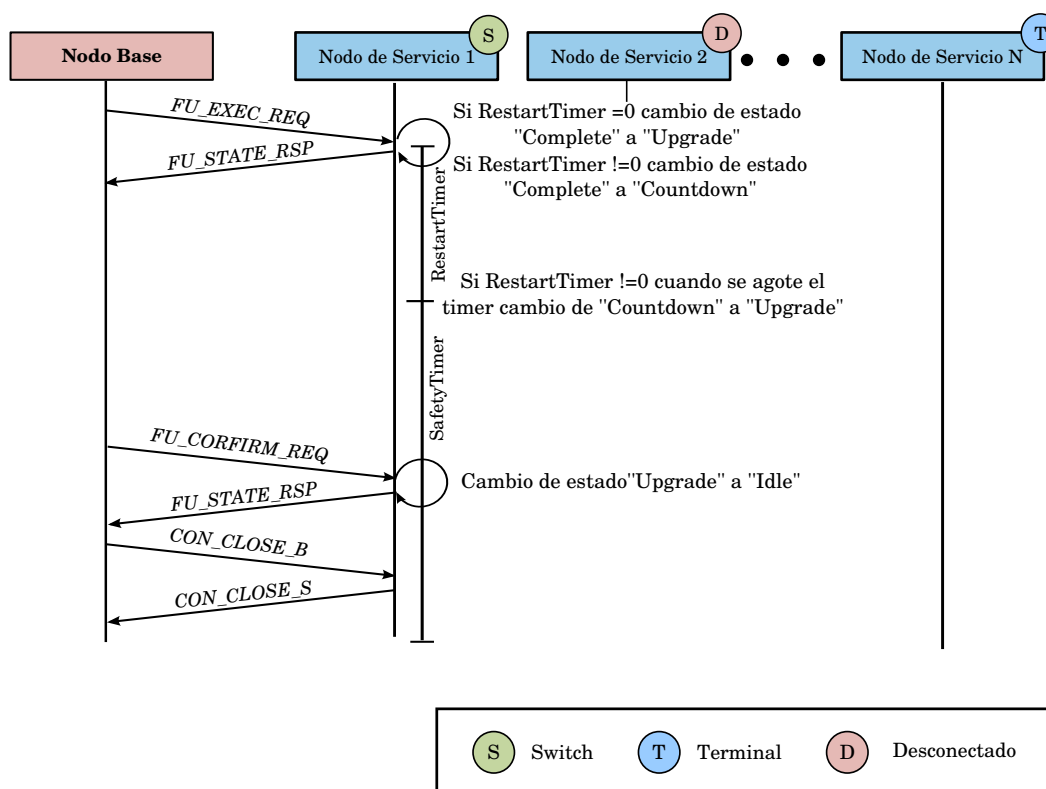 S
D
T
Nodo Base
Nodo de Servicio 1
Nodo de Servicio 2
Nodo de Servicio N
FU_EXEC_REQ
FU_STATE_RSP
Si RestartTimer =0 cambio de estado
"Complete" a "Upgrade"
Si RestartTimer !=0 cambio de estado
"Complete" a "Countdown"
RestartTimer
Si RestartTimer !=0 cuando se agote el
timer cambio de "Countdown" a "Upgrade"
SafetyTimer
FU_CORFIRM_REQ
FU_STATE_RSP
Cambio de estado"Upgrade" a "Idle"
CON_CLOSE_B
CON_CLOSE_S
S Switch
T Terminal
D Desconectado